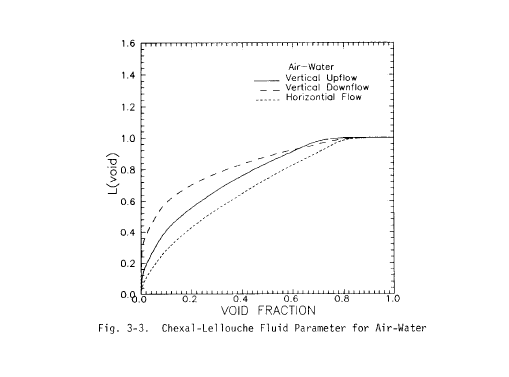 1.6
1.4
1.2
1.0
0.8
0.6
0.4
0.2
0.0
L(void)
Air-Water
Vertical Upflow
Vertical Downflow
Horizontial Flow
0.0 0.2 0.4 0.6 0.8 1.0
VOID FRACTION
Fig. 3-3. Chexal-Lellouche Fluid Parameter for Air-Water